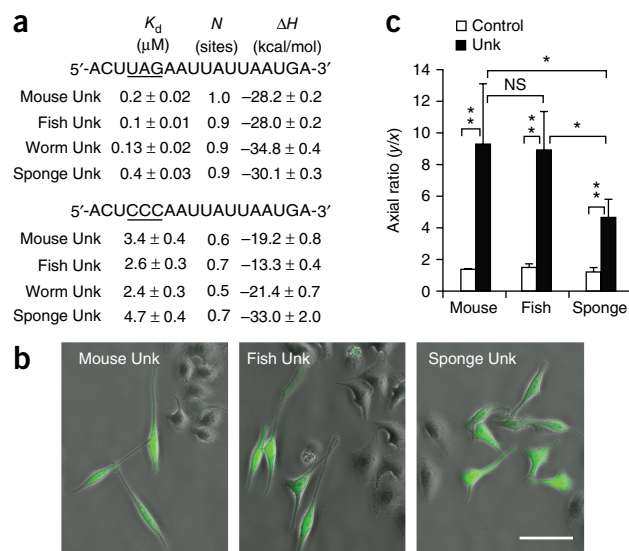 a
Kd N ΔH
(μM) (sites) (kcal/mol)
5′-ACUUAGAAUUAUUAAUGA-3′
Mouse Unk 0.2 ± 0.02 1.0 –28.2 ± 0.2
Fish Unk 0.1 ± 0.01 0.9 –28.0 ± 0.2
Worm Unk 0.13 ± 0.02 0.9 –34.8 ± 0.4
Sponge Unk 0.4 ± 0.03 0.9 –30.1 ± 0.3
5′-ACUCCCAAUUAUUAAUGA-3′
Mouse Unk 3.4 ± 0.4 0.6 –19.2 ± 0.8
Fish Unk 2.6 ± 0.3 0.7 –13.3 ± 0.4
Worm Unk 2.4 ± 0.3 0.5 –21.4 ± 0.7
Sponge Unk 4.7 ± 0.4 0.7 –33.0 ± 2.0
b
Mouse Unk
Fish Unk
Sponge Unk
c
Control
Unk
Axial ratio (y/x)
14
12
10
8
6
4
2
0
*
NS
*
**
**
**
Mouse Fish Sponge